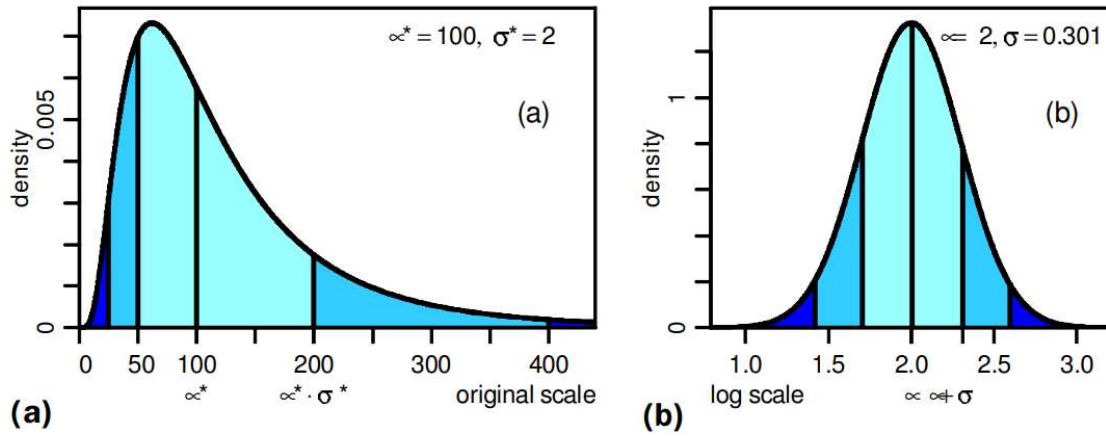 ∝* = 100, σ* = 2
(a)
density
0.005
0
0 50 100 200 300 400
∝* ∝* · σ* original scale
(a)
∝= 2, σ = 0.301
(b)
density
1
0
1.0 1.5 2.0 2.5 3.0
log scale ∝ ∝+ σ
(b)